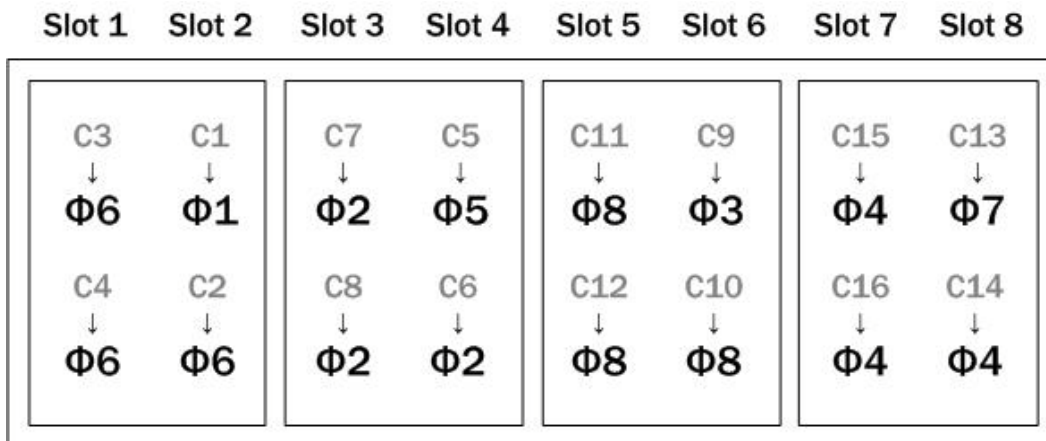 Slot 1 Slot 2 Slot 3 Slot 4 Slot 5 Slot 6 Slot 7 Slot 8
C3 C1 C7 C5 C11 C9 C15 C13
↓ ↓ ↓ ↓ ↓ ↓ ↓ ↓
Φ6 Φ1 Φ2 Φ5 Φ8 Φ3 Φ4 Φ7
C4 C2 C8 C6 C12 C10 C16 C14
↓ ↓ ↓ ↓ ↓ ↓ ↓ ↓
Φ6 Φ6 Φ2 Φ2 Φ8 Φ8 Φ4 Φ4